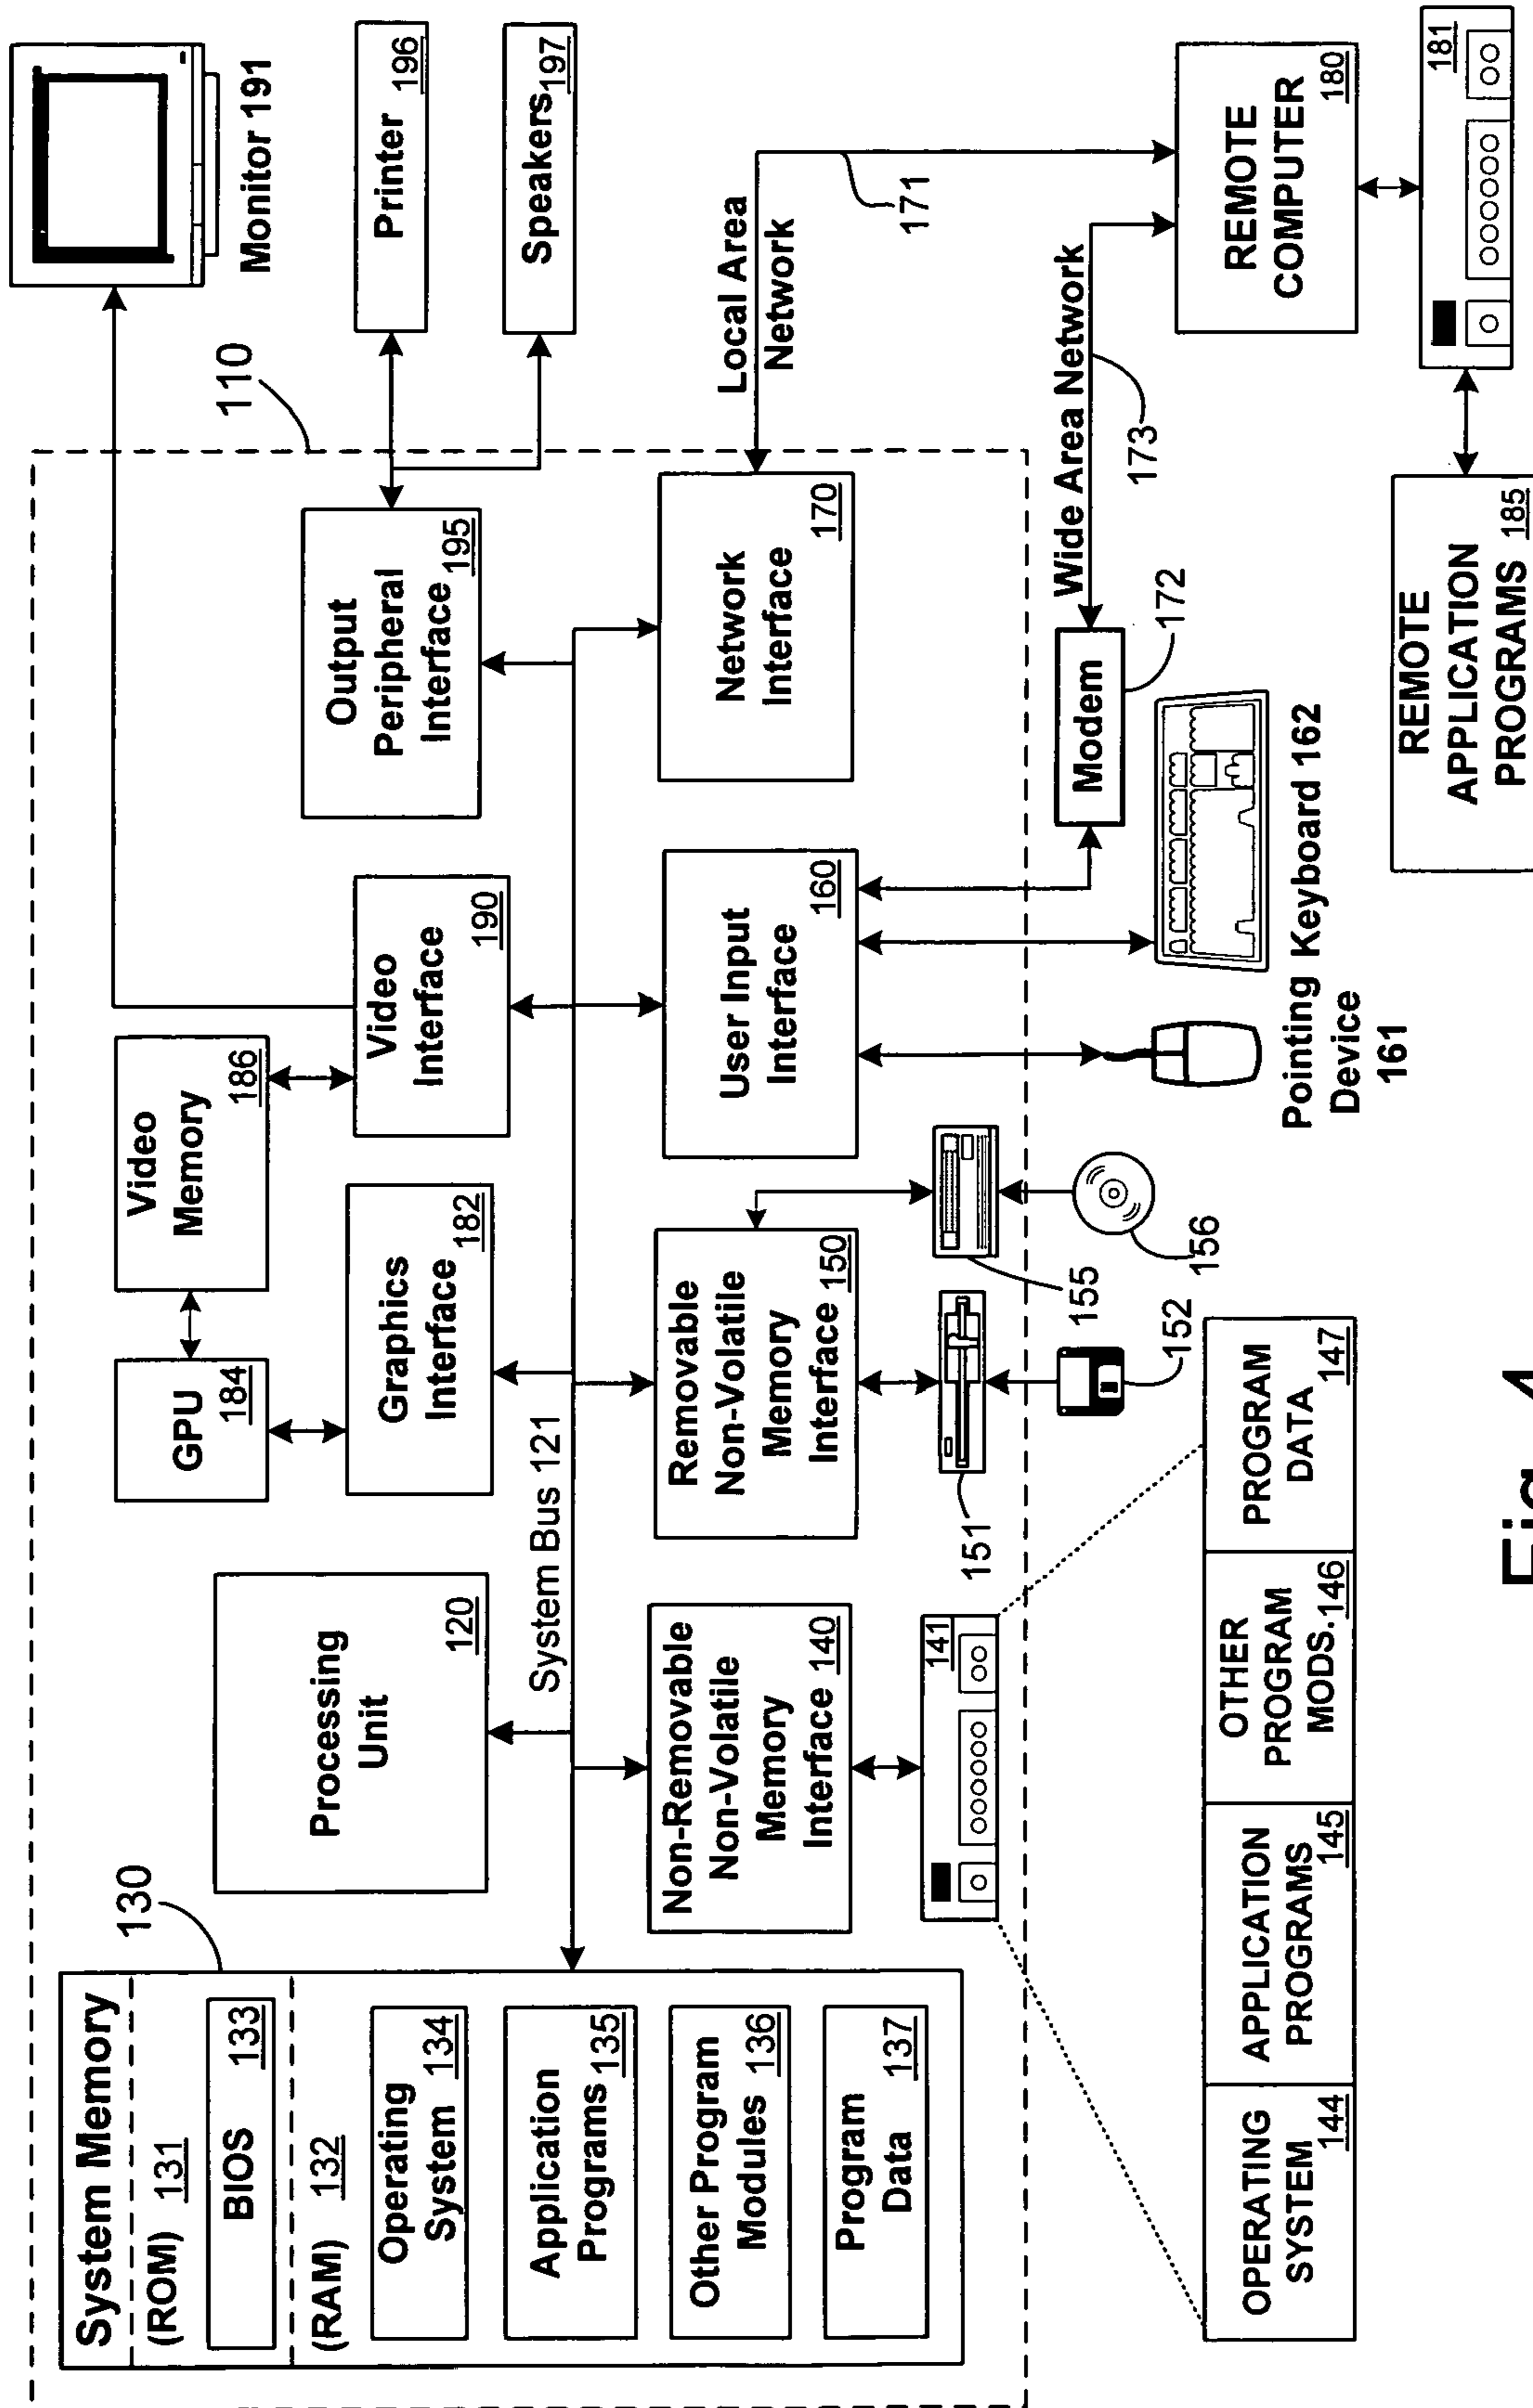 System Memory
(ROM) 131
BIOS 133
(RAM) 132
Operating
System 134
Application
Programs 135
Other Program
Modules 136
Program
Data 137
130
Processing
Unit
120
GPU
184
Video
Memory
186
Graphics
Interface
182
Video
Interface
190
Output
Peripheral
Interface 195
110
Monitor 191
Printer
196
Speakers 197
System Bus 121
Non-Removable
Non-Volatile
Memory
Interface 140
Removable
Non-Volatile
Memory
Interface 150
User Input
Interface
160
Network
Interface
170
Local Area
Network
171
141
151
152
155
156
Wide Area Network
173
Modem
172
Pointing
Device
161
Keyboard 162
REMOTE
COMPUTER
180
181
REMOTE
APPLICATION
PROGRAMS 185
OPERATING
SYSTEM 144
APPLICATION
PROGRAMS 145
OTHER
PROGRAM
MODS. 146
PROGRAM
DATA 147